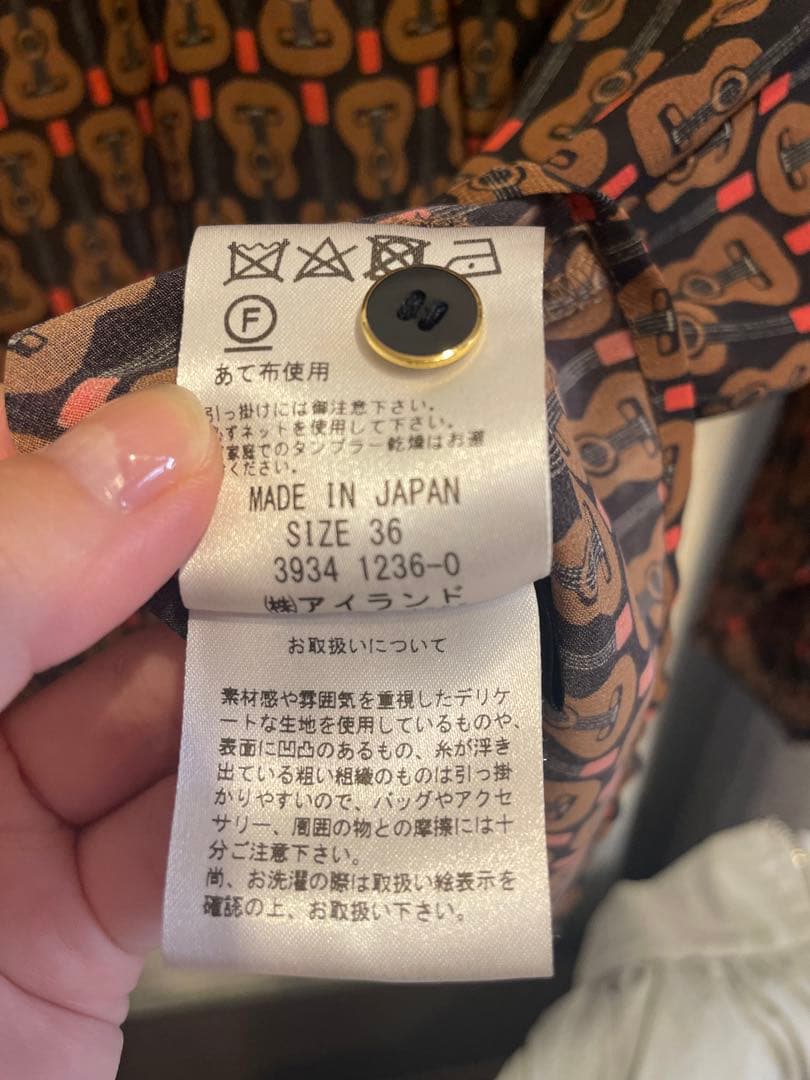 F
あて布使用
引っ掛けには御注意下さい。
ずネットを使用して下さい。
家庭でのタンブラー乾燥はお避
ください。
MADE IN JAPAN
SIZE 36
3934 1236-0
㈱アイランド
お取扱いについて
素材感や雰囲気を重視したデリケ
ートな生地を使用しているものや、
表面に凹凸のあるもの、糸が浮き
出ている粗い組織のものは引っ掛
かりやすいので、バッグやアクセ
サリー、周囲の物との摩擦には十
分ご注意下さい。
尚、お洗濯の際は取扱い絵表示を
確認の上、お取扱い下さい。